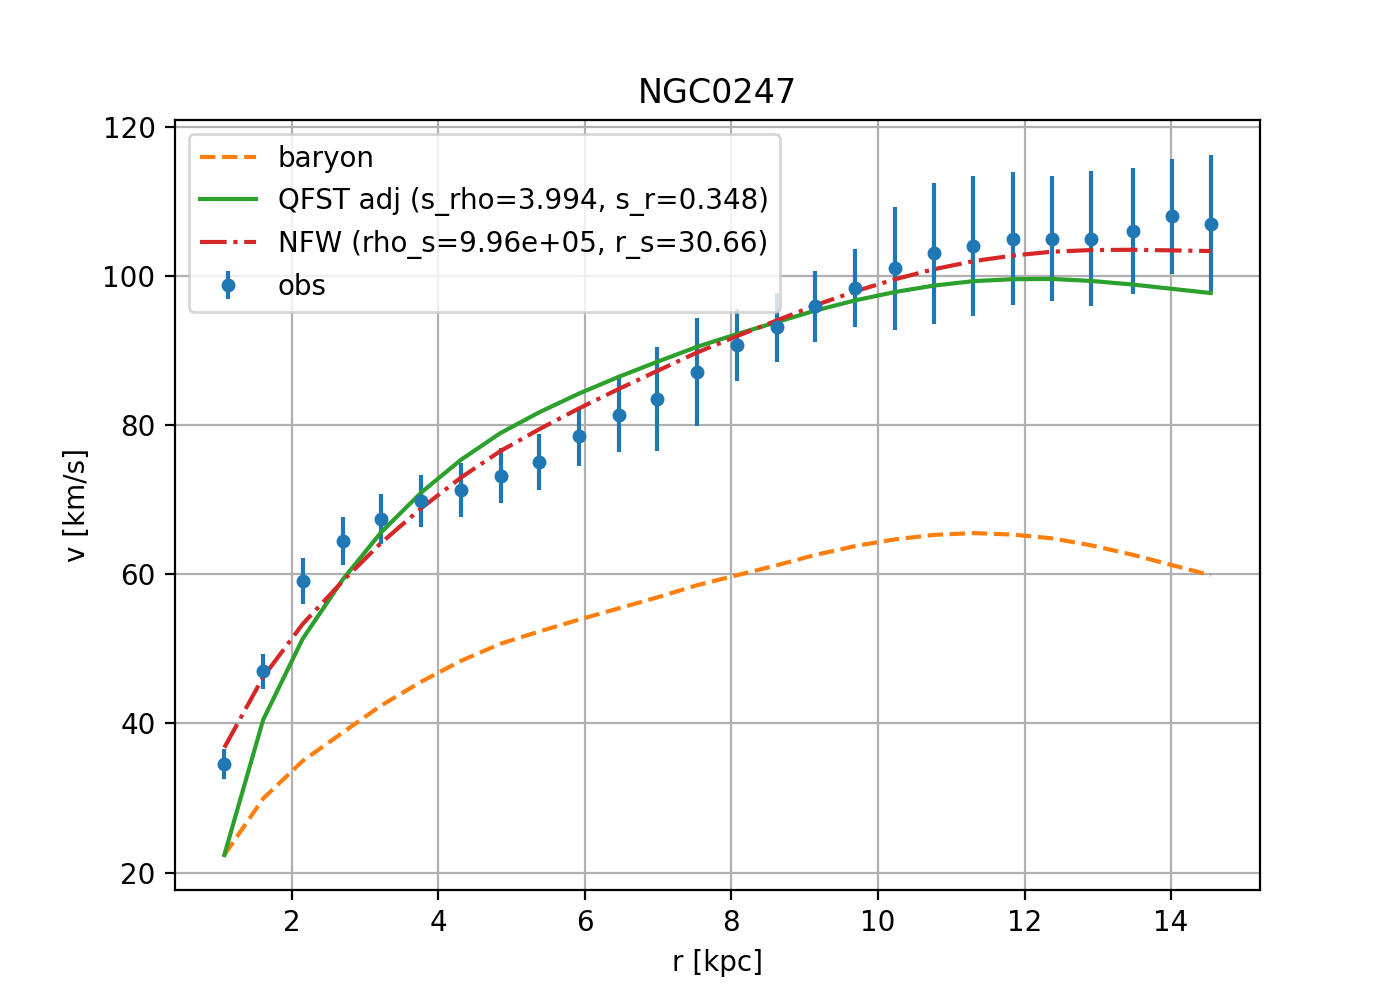 NGC0247
120
100
80
60
40
20
v [km/s]
baryon
QFST adj (s_rho=3.994, s_r=0.348)
NFW (rho_s=9.96e+05, r_s=30.66)
obs
2 4 6 8 10 12 14
r [kpc]